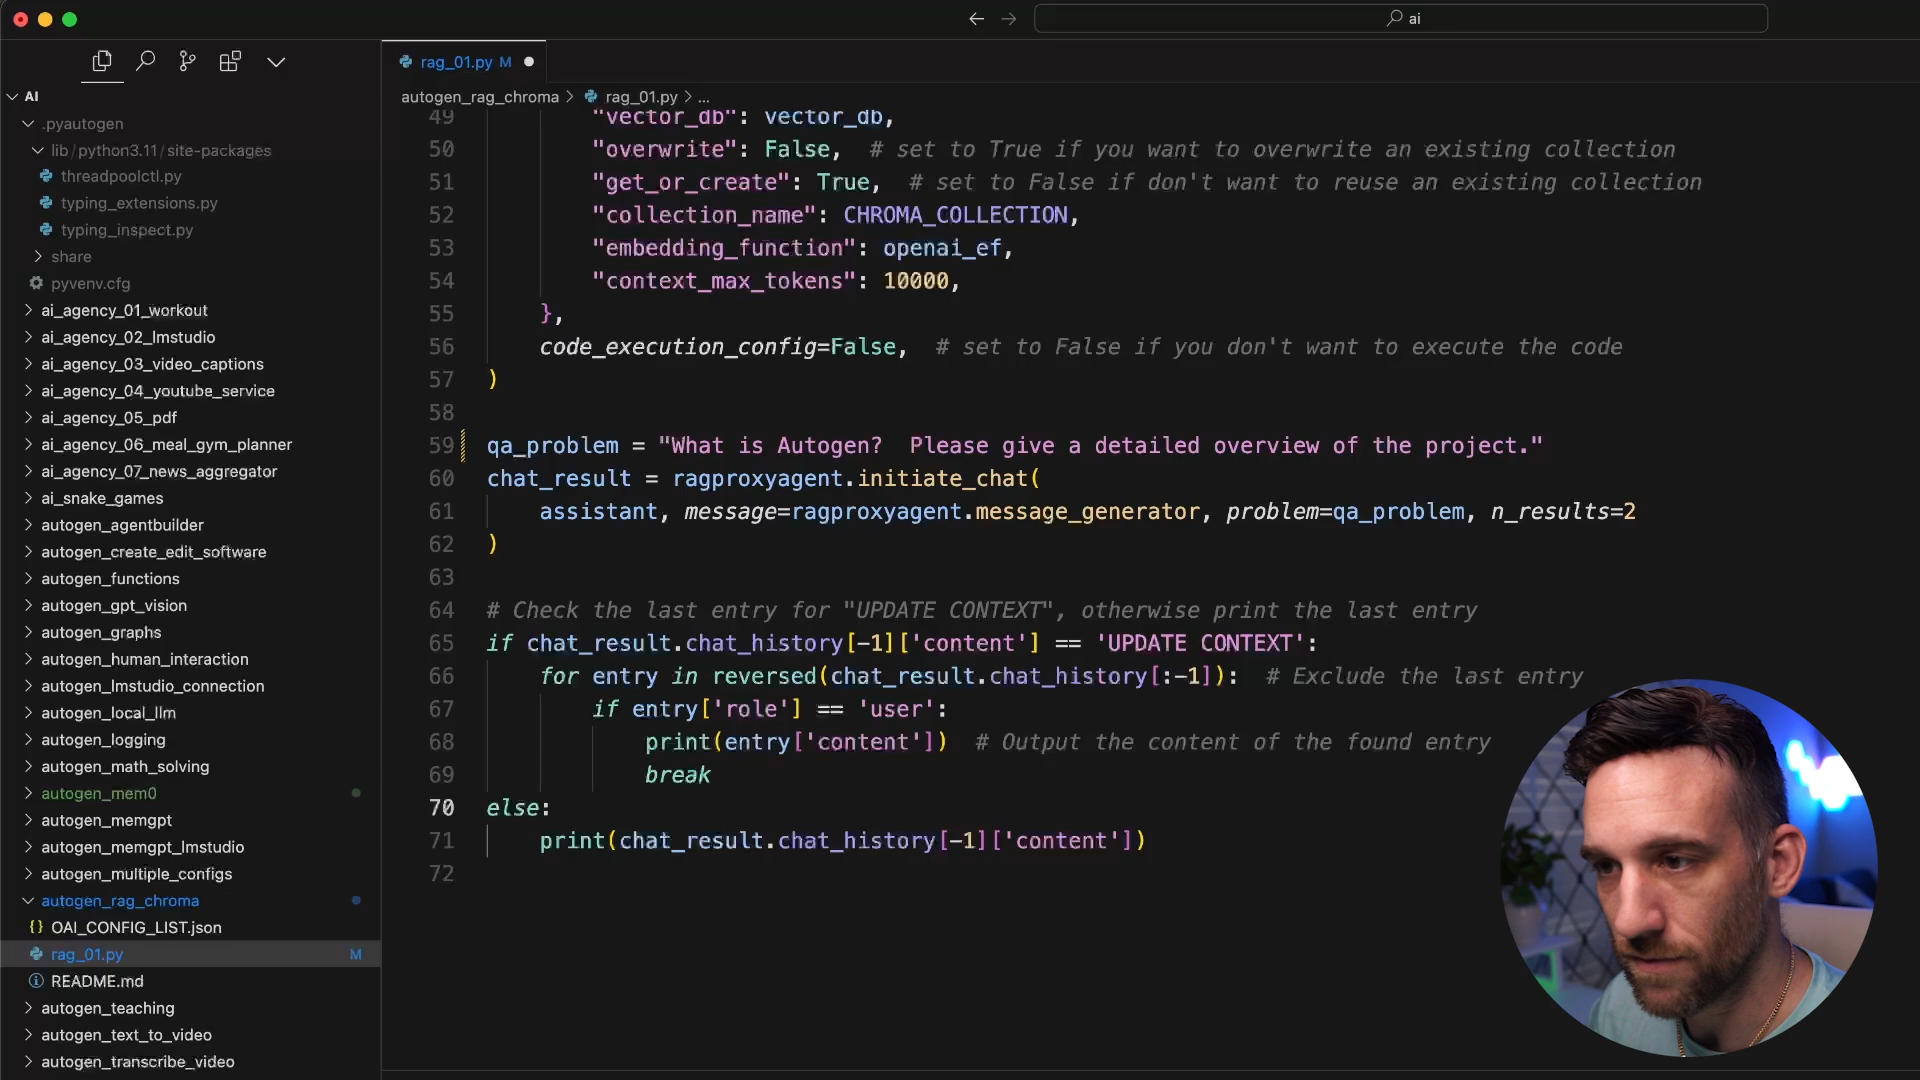 ai
rag_01.py M
AI
.pyautogen
lib/python3.11/site-packages
threadpoolctl.py
typing_extensions.py
typing_inspect.py
share
pyvenv.cfg
ai_agency_01_workout
ai_agency_02_lmstudio
ai_agency_03_video_captions
ai_agency_04_youtube_service
ai_agency_05_pdf
ai_agency_06_meal_gym_planner
ai_agency_07_news_aggregator
ai_snake_games
autogen_agentbuilder
autogen_create_edit_software
autogen_functions
autogen_gpt_vision
autogen_graphs
autogen_human_interaction
autogen_lmstudio_connection
autogen_local_llm
autogen_logging
autogen_math_solving
autogen_mem0
autogen_memgpt
autogen_memgpt_lmstudio
autogen_multiple_configs
autogen_rag_chroma
{} OAI_CONFIG_LIST.json
rag_01.py M
README.md
autogen_teaching
autogen_text_to_video
autogen_transcribe_video
autogen_rag_chroma > rag_01.py > ...
49 "vector_db": vector_db,
50 "overwrite": False, # set to True if you want to overwrite an existing collection
51 "get_or_create": True, # set to False if don't want to reuse an existing collection
52 "collection_name": CHROMA_COLLECTION,
53 "embedding_function": openai_ef,
54 "context_max_tokens": 10000,
55 },
56 code_execution_config=False, # set to False if you don't want to execute the code
57 )
58
59 qa_problem = "What is Autogen?  Please give a detailed overview of the project."
60 chat_result = ragproxyagent.initiate_chat(
61 assistant, message=ragproxyagent.message_generator, problem=qa_problem, n_results=2
62 )
63
64 # Check the last entry for "UPDATE CONTEXT", otherwise print the last entry
65 if chat_result.chat_history[-1]['content'] == 'UPDATE CONTEXT':
66 for entry in reversed(chat_result.chat_history[:-1]): # Exclude the last entry
67 if entry['role'] == 'user':
68 print(entry['content']) # Output the content of the found entry
69 break
70 else:
71 print(chat_result.chat_history[-1]['content'])
72